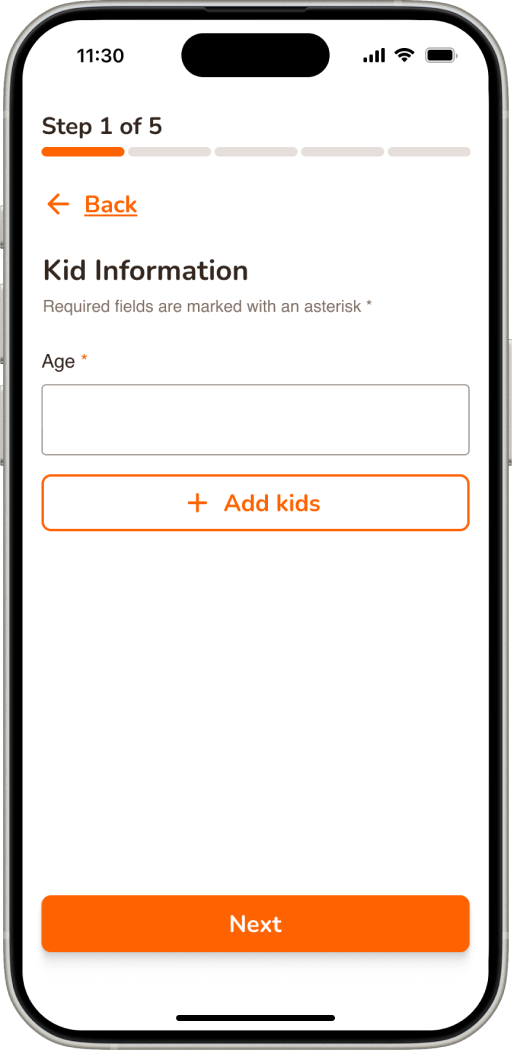 11:30
Step 1 of 5
Back
Kid Information
Required fields are marked with an asterisk *
Age *
Add kids
Next